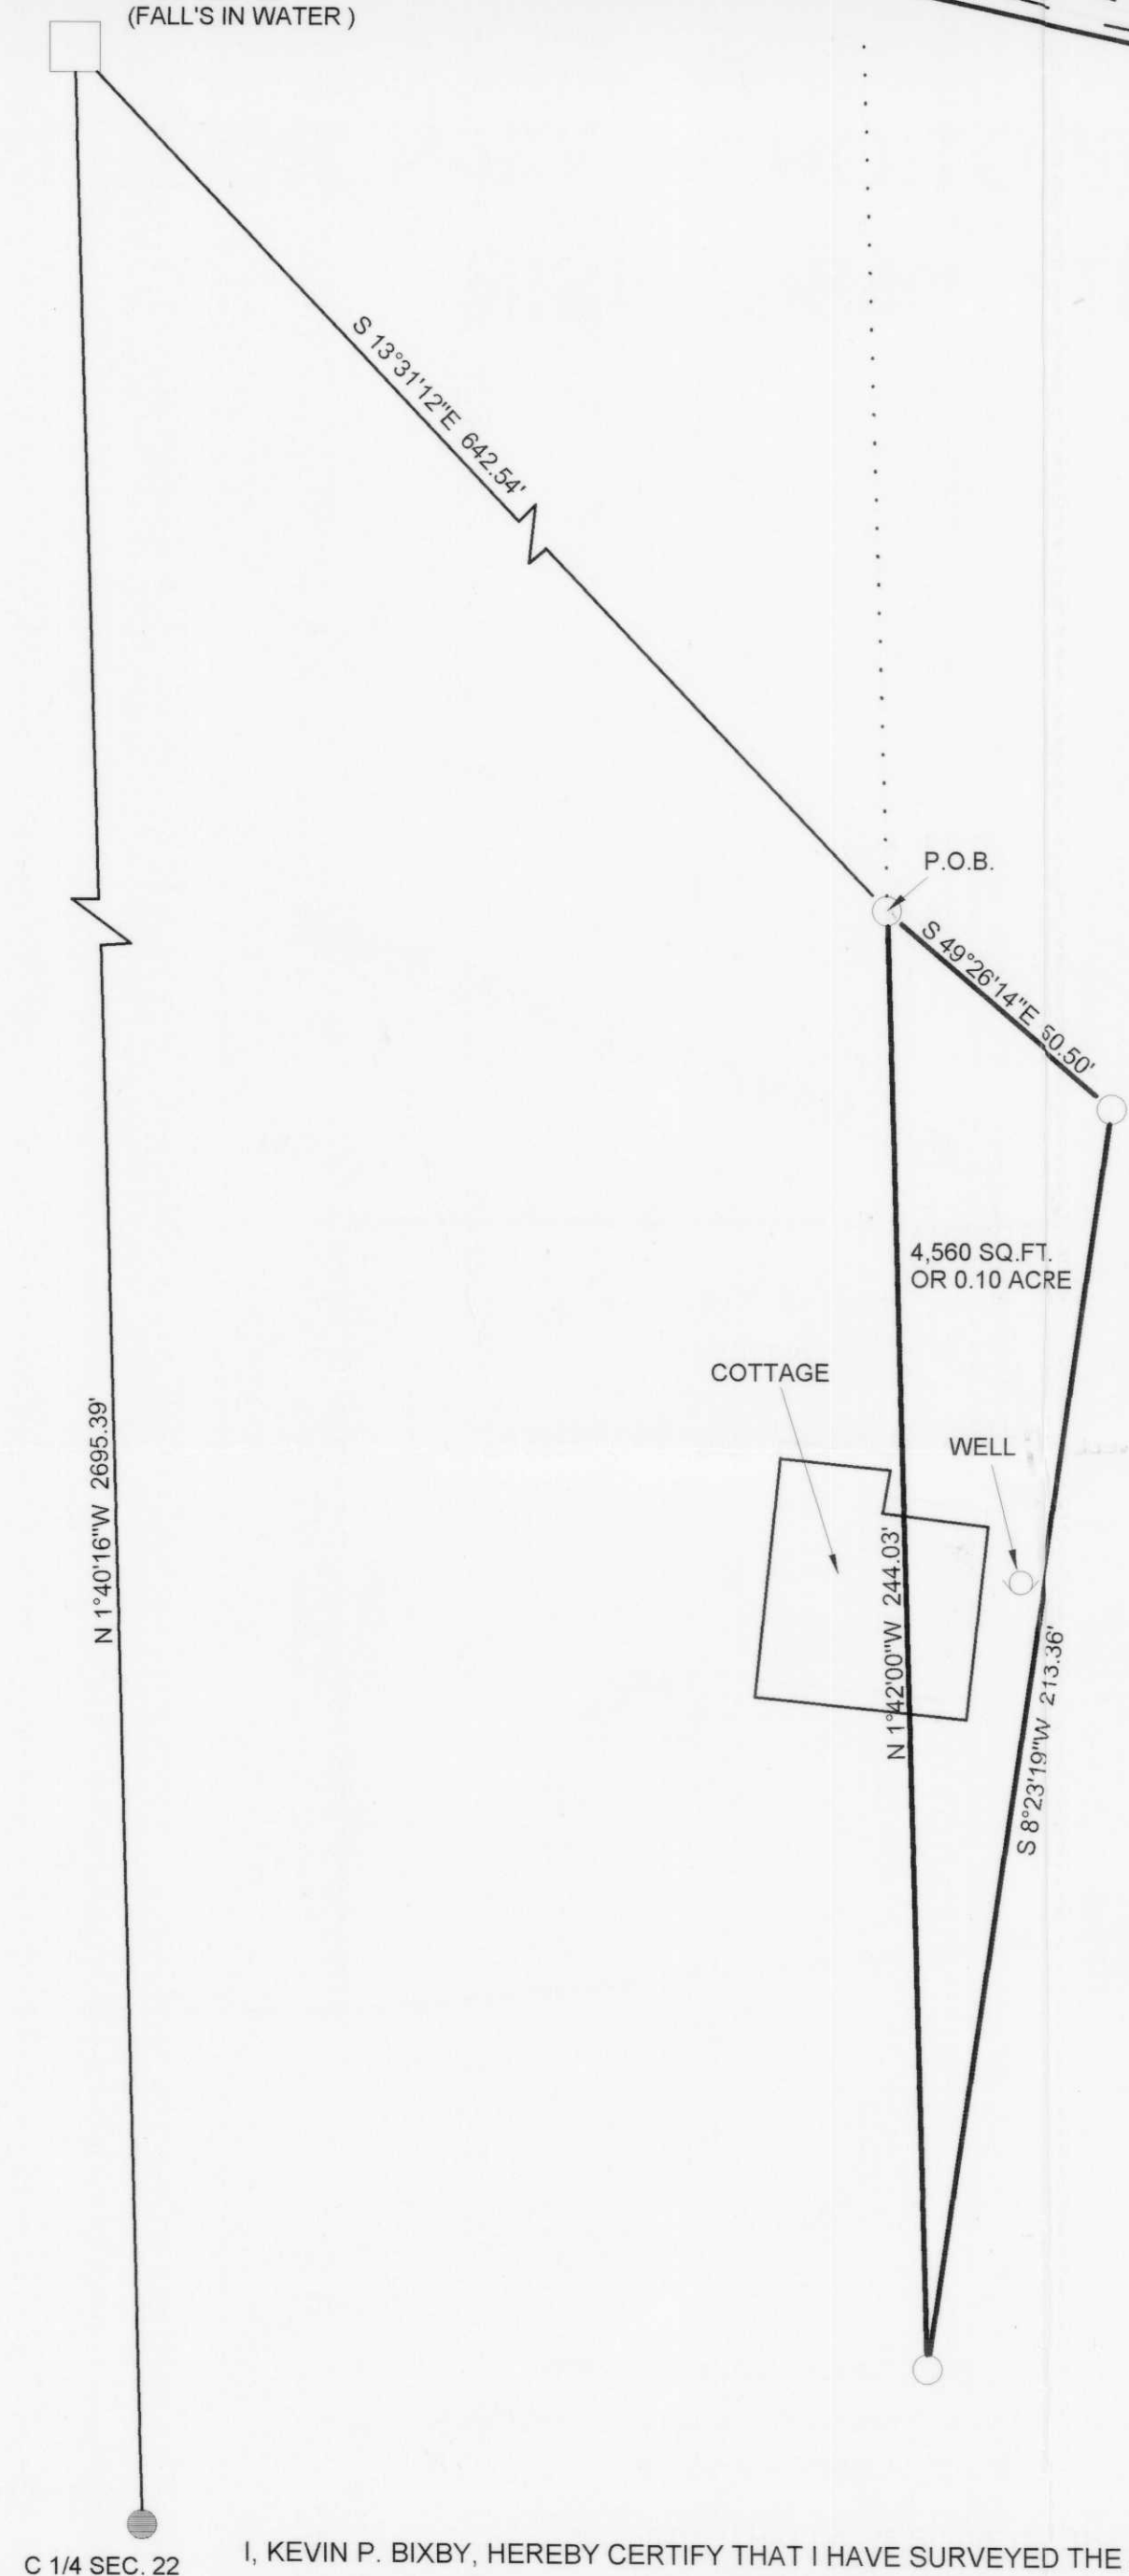 (FALL'S IN WATER )
S 13°31'12"E 642.54'
P.O.B.
S 49°26'14"E 50.50'
4,560 SQ.FT.
OR 0.10 ACRE
COTTAGE
WELL
N 1°40'16"W 2695.39'
N 1°42'00"W 244.03'
S 8°23'19"W 213.36'
C 1/4 SEC. 22
I, KEVIN P. BIXBY, HEREBY CERTIFY THAT I HAVE SURVEYED THE